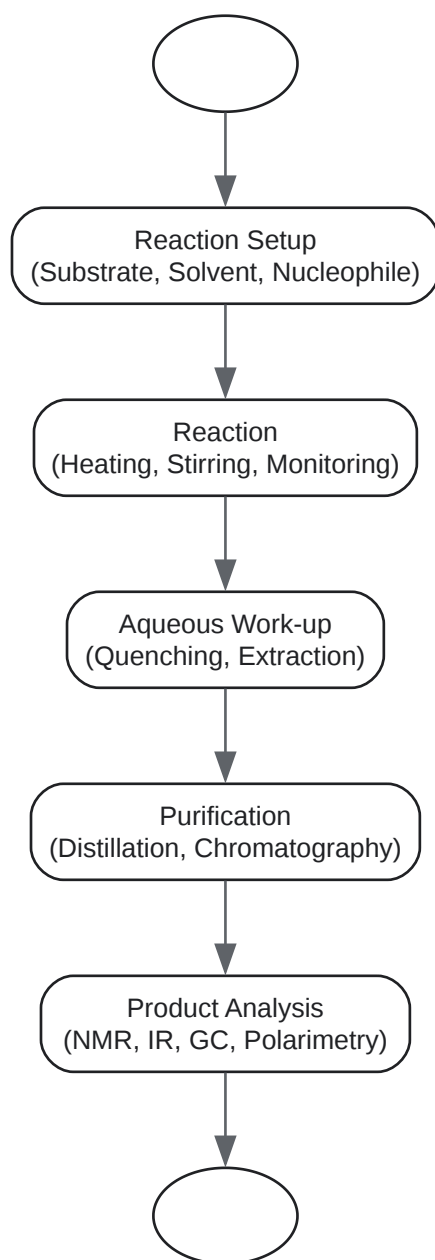 Reaction Setup
(Substrate, Solvent, Nucleophile)
Reaction
(Heating, Stirring, Monitoring)
Aqueous Work-up
(Quenching, Extraction)
Purification
(Distillation, Chromatography)
Product Analysis
(NMR, IR, GC, Polarimetry)